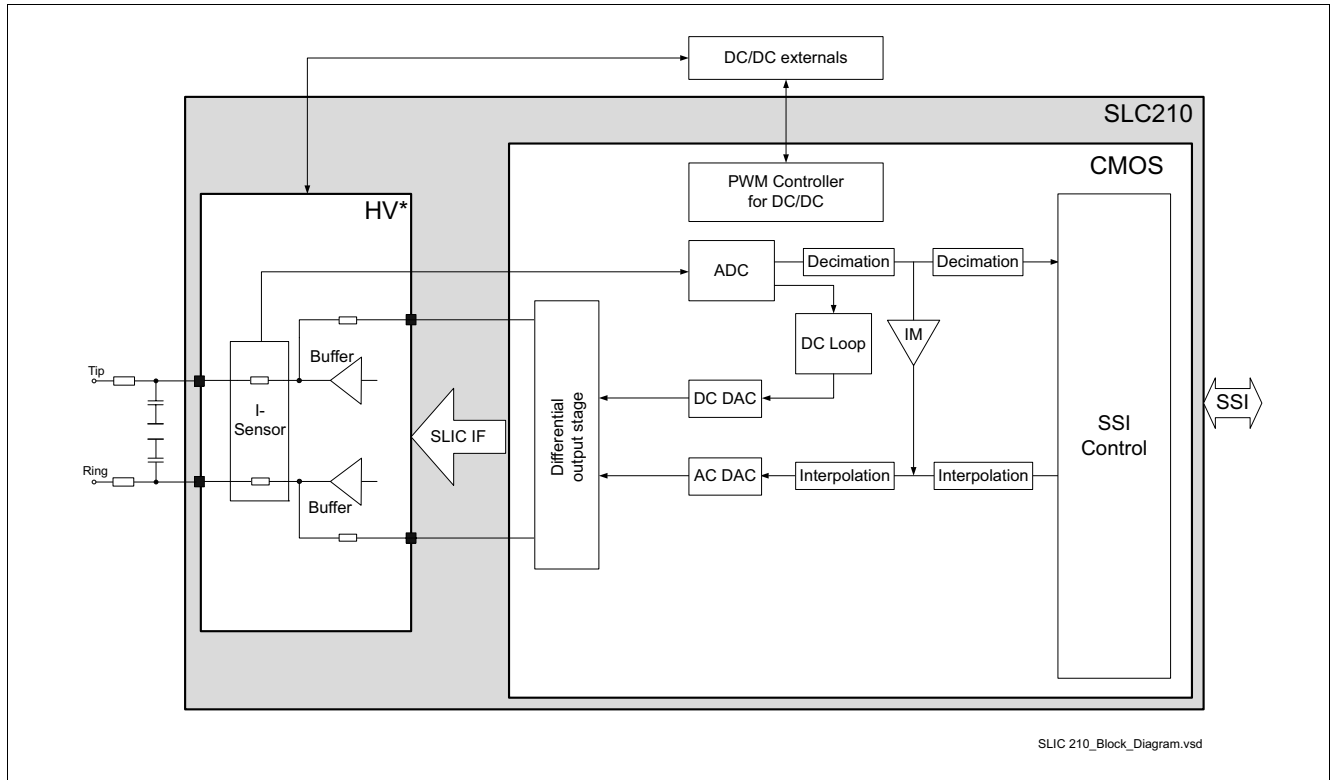 DC/DC externals
SLC210
CMOS
PWM Controller
for DC/DC
HV*
ADC
Decimation
Decimation
IM
DC Loop
Buffer
Tip
I-
Sensor
SLIC IF
Differential
output stage
DC DAC
SSI
SSI
Control
Ring
Buffer
AC DAC
Interpolation
Interpolation
SLIC 210_Block_Diagram.vsd